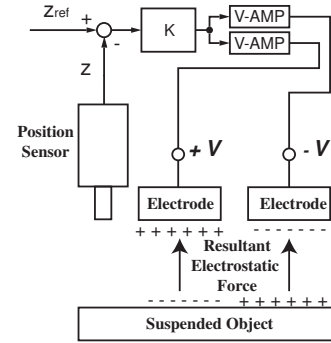 Zref
+
-
K
V-AMP
V-AMP
Z
Position
Sensor
+ V
- V
Electrode
Electrode
+ + + + + +
- - - - - -
Resultant
Electrostatic
Force
- - - - - - -
+ + + + + +
Suspended Object